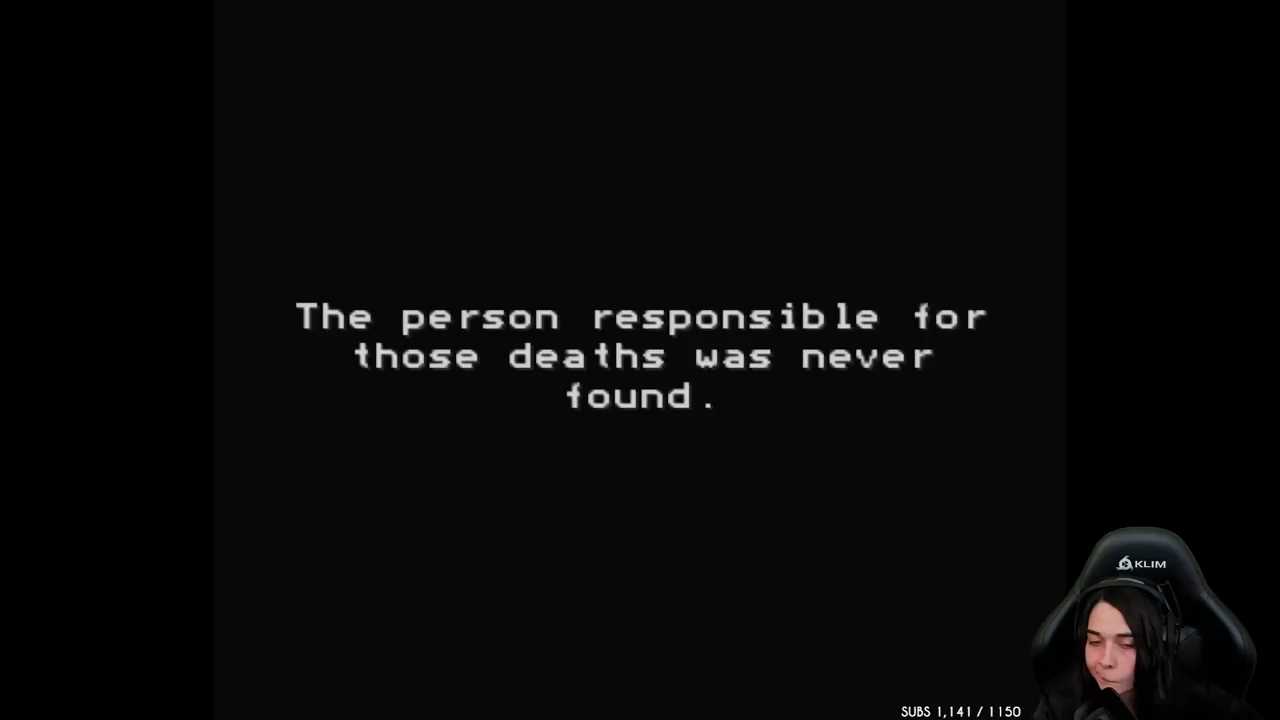 The person responsible for
those deaths was never
found.
KLIM
SUBS 1,141 / 1150